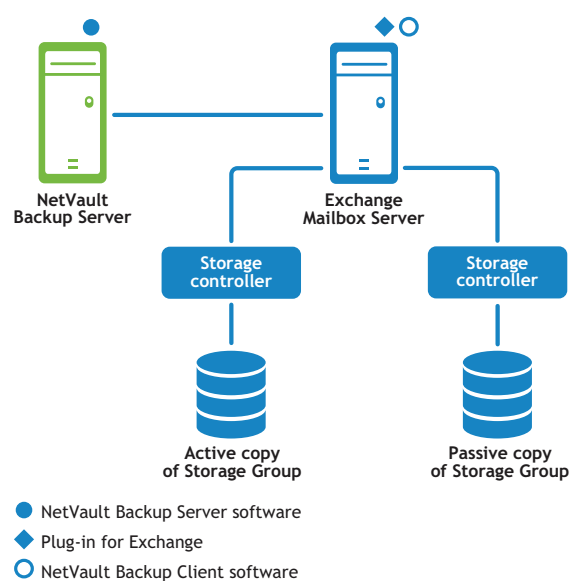 NetVault
Backup Server
Exchange
Mailbox Server
Storage
controller
Storage
controller
Active copy
of Storage Group
Passive copy
of Storage Group
NetVault Backup Server software
Plug-in for Exchange
NetVault Backup Client software